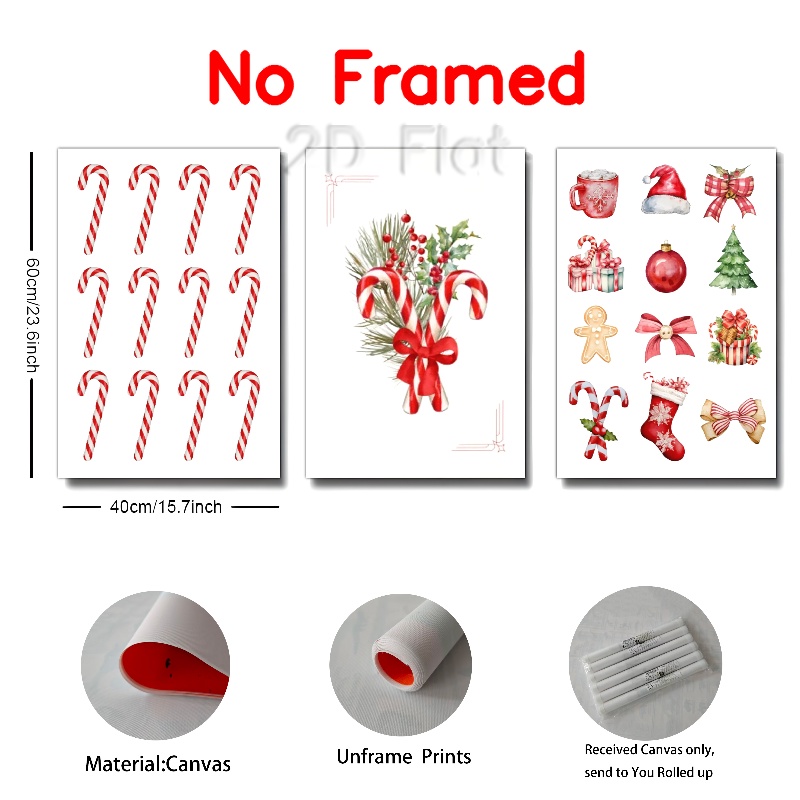 No Framed
2D Flat
60cm/23.6inch
40cm/15.7inch
Material:Canvas
Unframe Prints
Received Canvas only,
send to You Rolled up